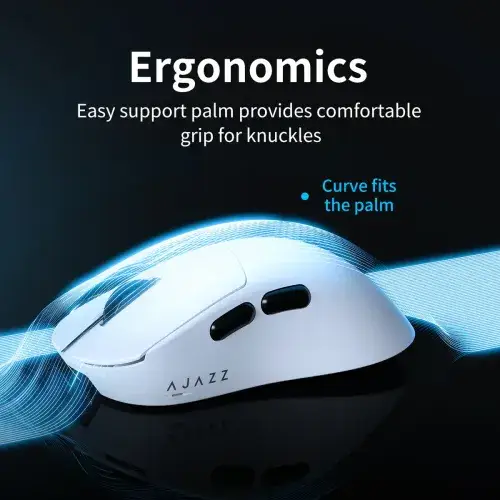 Ergonomics
Easy support palm provides comfortable
grip for knuckles
Curve fits
the palm
AJAZZ